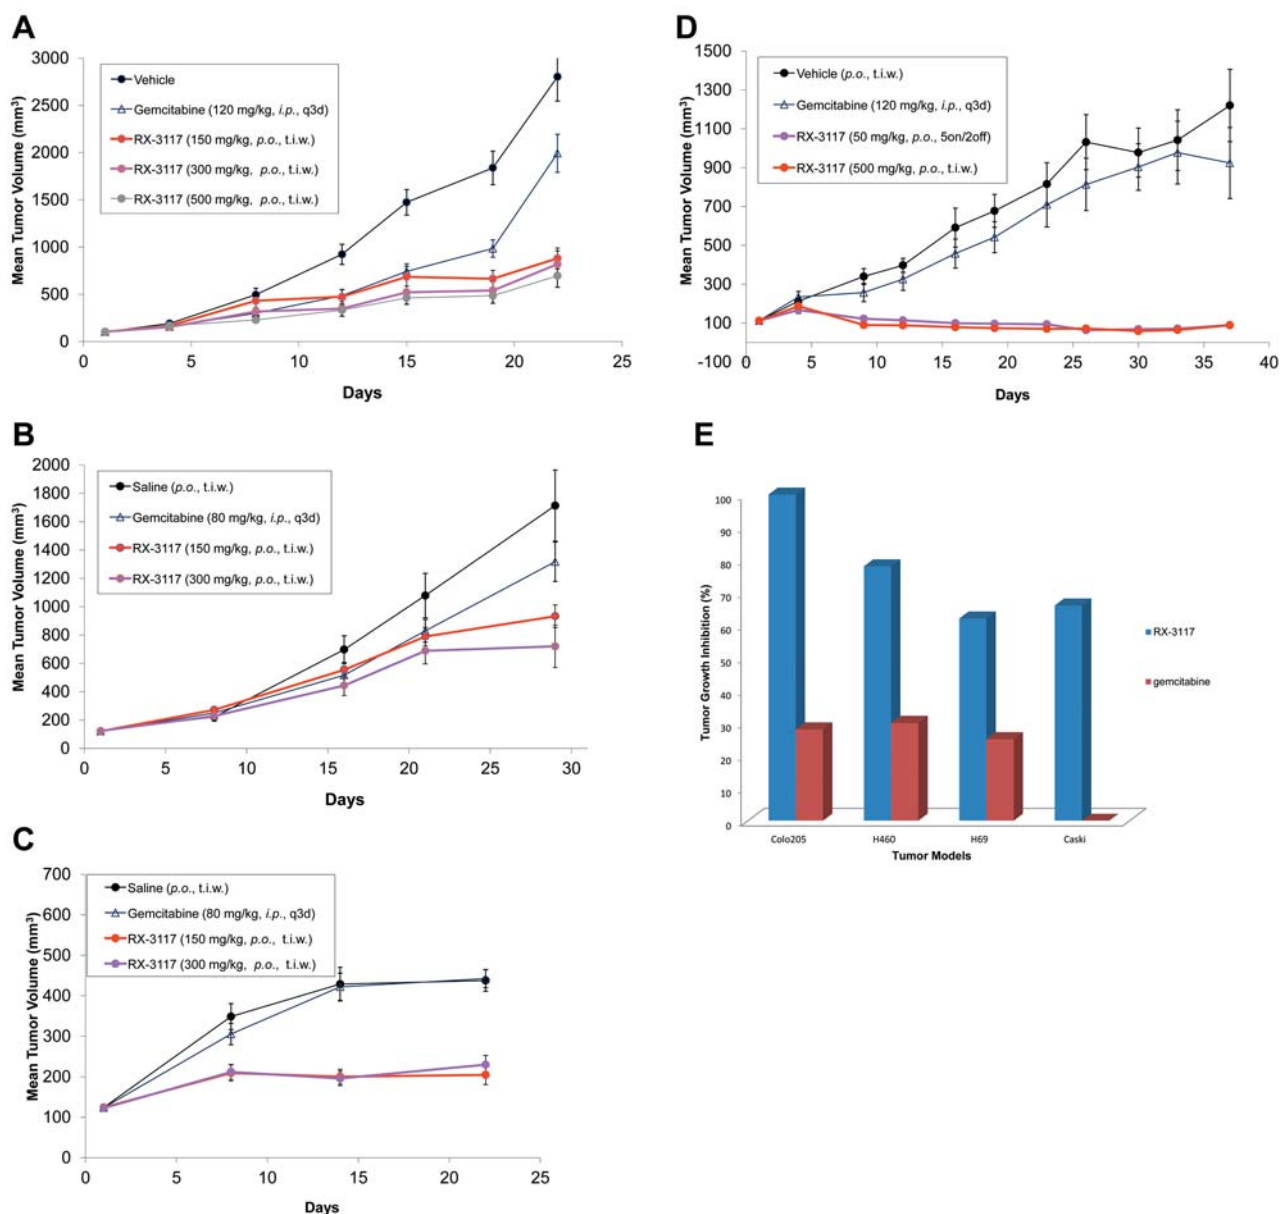 A
3000
2500
2000
1500
1000
500
0
Mean Tumor Volume (mm³)
Vehicle
Gemcitabine (120 mg/kg, i.p., q3d)
RX-3117 (150 mg/kg, p.o., t.i.w.)
RX-3117 (300 mg/kg, p.o., t.i.w.)
RX-3117 (500 mg/kg, p.o., t.i.w.)
0 5 10 15 20 25
Days
B
2000
1800
1600
1400
1200
1000
800
600
400
200
0
Mean Tumor Volume (mm³)
Saline (p.o., t.i.w.)
Gemcitabine (80 mg/kg, i.p., q3d)
RX-3117 (150 mg/kg, p.o., t.i.w.)
RX-3117 (300 mg/kg, p.o., t.i.w.)
0 5 10 15 20 25 30
Days
C
700
600
500
400
300
200
100
0
Mean Tumor Volume (mm³)
Saline (p.o., t.i.w.)
Gemcitabine (80 mg/kg, i.p., q3d)
RX-3117 (150 mg/kg, p.o., t.i.w.)
RX-3117 (300 mg/kg, p.o., t.i.w.)
0 5 10 15 20 25
Days
D
1500
1300
1100
900
700
500
300
100
-100
Mean Tumor Volume (mm³)
Vehicle (p.o., t.i.w.)
Gemcitabine (120 mg/kg, i.p., q3d)
RX-3117 (50 mg/kg, p.o., 5on/2off)
RX-3117 (500 mg/kg, p.o., t.i.w.)
0 5 10 15 20 25 30 35 40
Days
E
100
90
80
70
60
50
40
30
20
10
0
Tumor Growth Inhibition (%)
RX-3117
gemcitabine
Colo205 H460 H69 Caski
Tumor Models